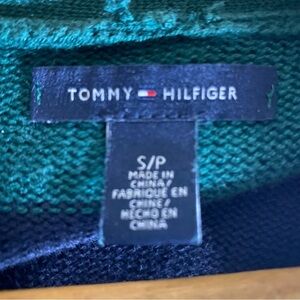 TOMMY HILFIGER
S/P
MADE IN
CHINA/
FABRIQUÉ EN
CHINE/
HECHO EN
CHINA